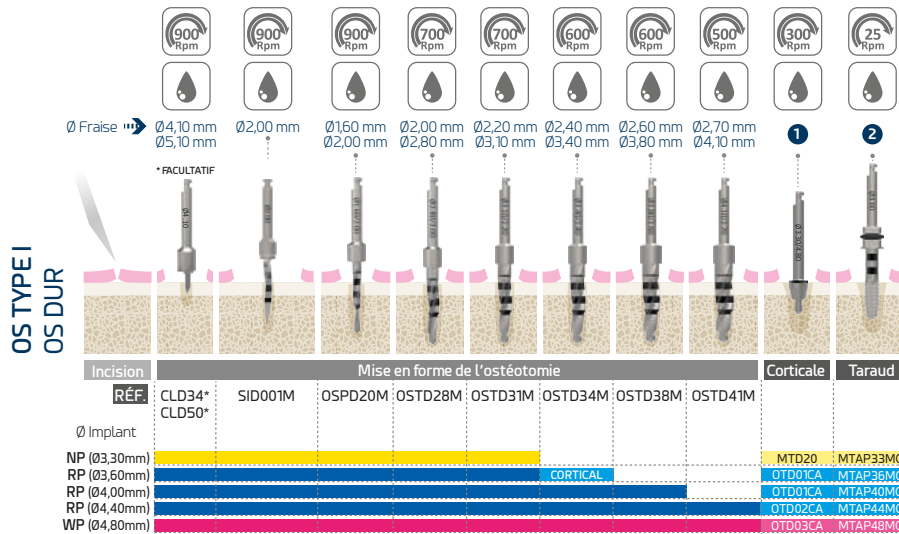 900 Rpm
900 Rpm
900 Rpm
700 Rpm
700 Rpm
600 Rpm
600 Rpm
500 Rpm
300 Rpm
25 Rpm
Ø Fraise
Ø4,10 mm
Ø5,10 mm
Ø2,00 mm
Ø1,60 mm
Ø2,00 mm
Ø2,00 mm
Ø2,80 mm
Ø2,20 mm
Ø3,10 mm
Ø2,40 mm
Ø3,40 mm
Ø2,60 mm
Ø3,80 mm
Ø2,70 mm
Ø4,10 mm
1
2
* FACULTATIF
OS TYPE I
OS DUR
Incision
Mise en forme de l'ostéotomie
Corticale
Taraud
RÉF.
CLD34*
CLD50*
SID001M
OSPD20M
OSTD28M
OSTD31M
OSTD34M
OSTD38M
OSTD41M
Ø Implant
NP (Ø3,30mm) MTD20 MTAP33MC
RP (Ø3,60mm) CORTICAL OTD01CA MTAP36MC
RP (Ø4,00mm) OTD01CA MTAP40MC
RP (Ø4,40mm) OTD02CA MTAP44MC
WP (Ø4,80mm) OTD03CA MTAP48MC